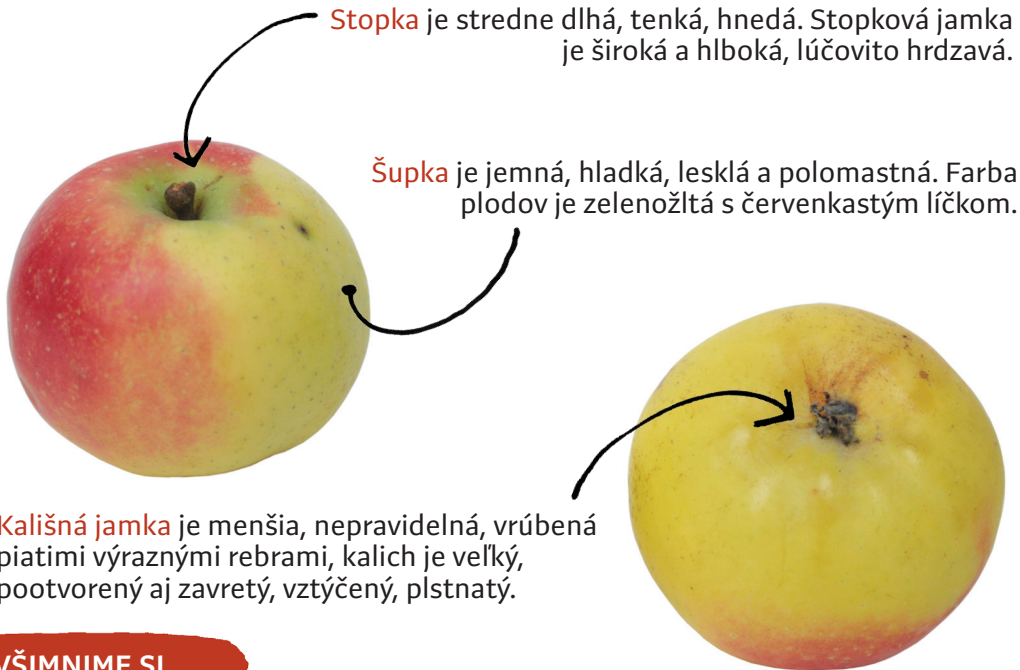 Stopka je stredne dlhá, tenká, hnedá. Stopková jamka
je široká a hlboká, lúčovito hrdzavá.
Šupka je jemná, hladká, lesklá a polomastná. Farba
plodov je zelenožltá s červenkastým líčkom.
Kališná jamka je menšia, nepravidelná, vrúbená
piatimi výraznými rebrami, kalich je veľký,
pootvorený aj zavretý, vztýčený, plstnatý.
VŠIMNIME SI